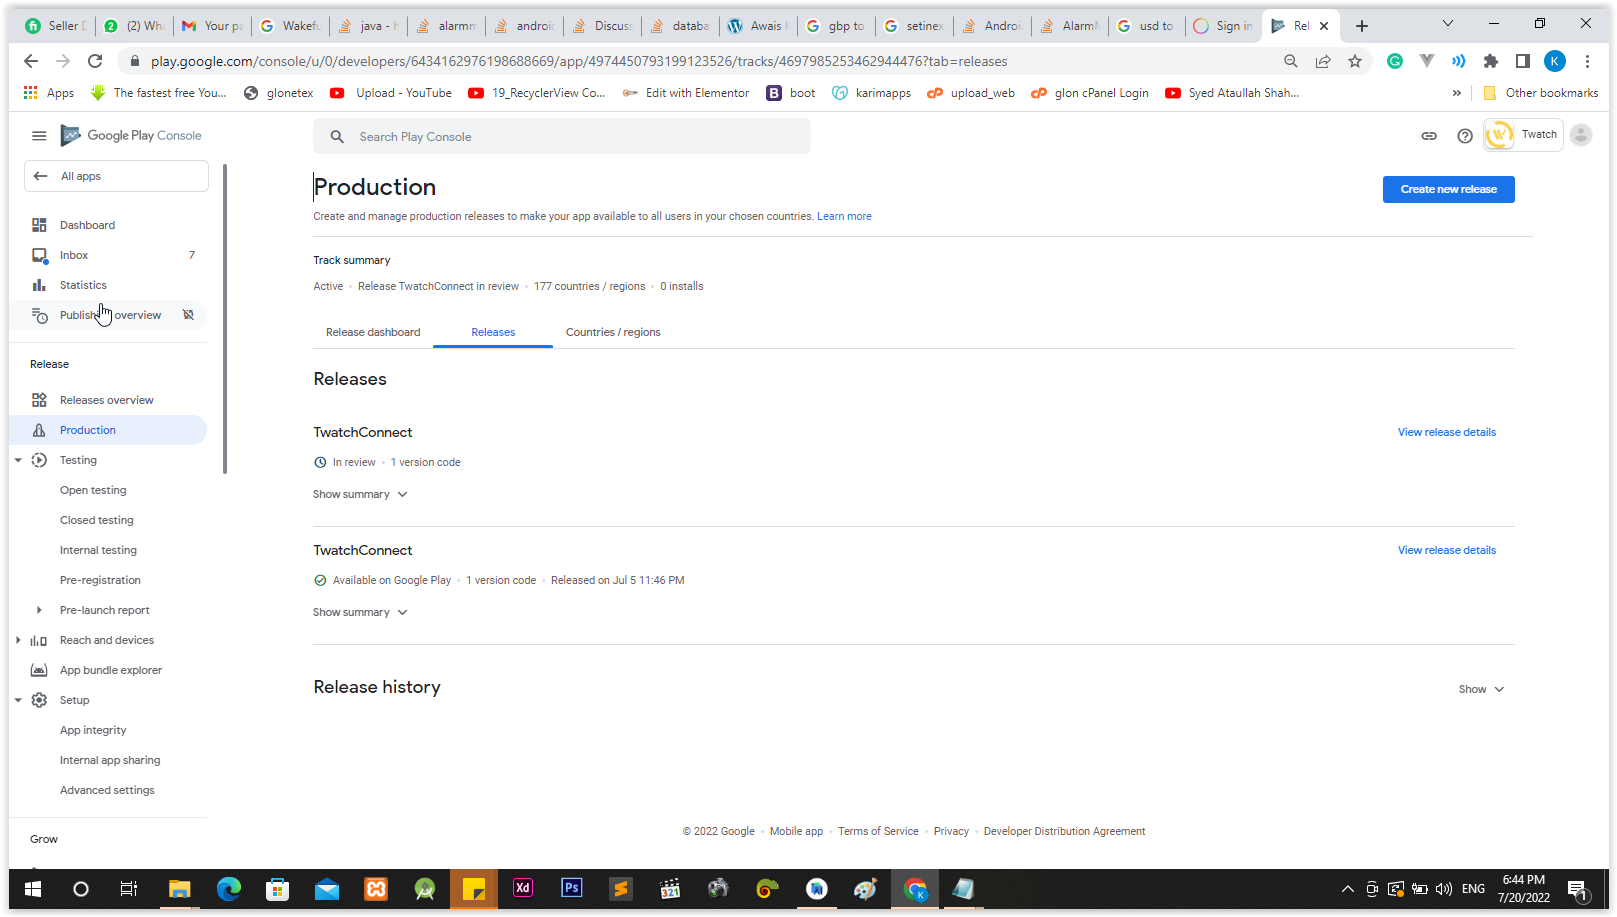 Seller D
(2) Wha
Your pa
Wakefu
java - h
alarmm
android
Discuss
databa
Awais K
gbp to
setinex
Androi
AlarmM
usd to
Sign in
Rel
play.google.com/console/u/0/developers/6434162976198688669/app/4974450793199123526/tracks/4697985253462944476?tab=releases
K
Apps
The fastest free You...
glonetex
Upload - YouTube
19_RecyclerView Co...
Edit with Elementor
B
boot
karimapps
upload_web
glon cPanel Login
Syed Ataullah Shah...
»
Other bookmarks
Google Play Console
Search Play Console
Twatch
All apps
Production
Create new release
Create and manage production releases to make your app available to all users in your chosen countries. Learn more
Dashboard
Inbox 7
Statistics
overview
Track summary
Active • Release TwatchConnect in review • 177 countries / regions • 0 installs
Release dashboard
Releases
Countries / regions
Release
Releases overview
Production
Testing
Open testing
Closed testing
Internal testing
Pre-registration
Pre-launch report
Reach and devices
App bundle explorer
Setup
App integrity
Internal app sharing
Advanced settings
Grow
Releases
TwatchConnect
View release details
In review • 1 version code
Show summary
TwatchConnect
View release details
Available on Google Play • 1 version code • Released on Jul 5 11:46 PM
Show summary
Release history
Show
© 2022 Google • Mobile app • Terms of Service • Privacy • Developer Distribution Agreement
Xd
Ps
321
K
ENG
6:44 PM
7/20/2022
1